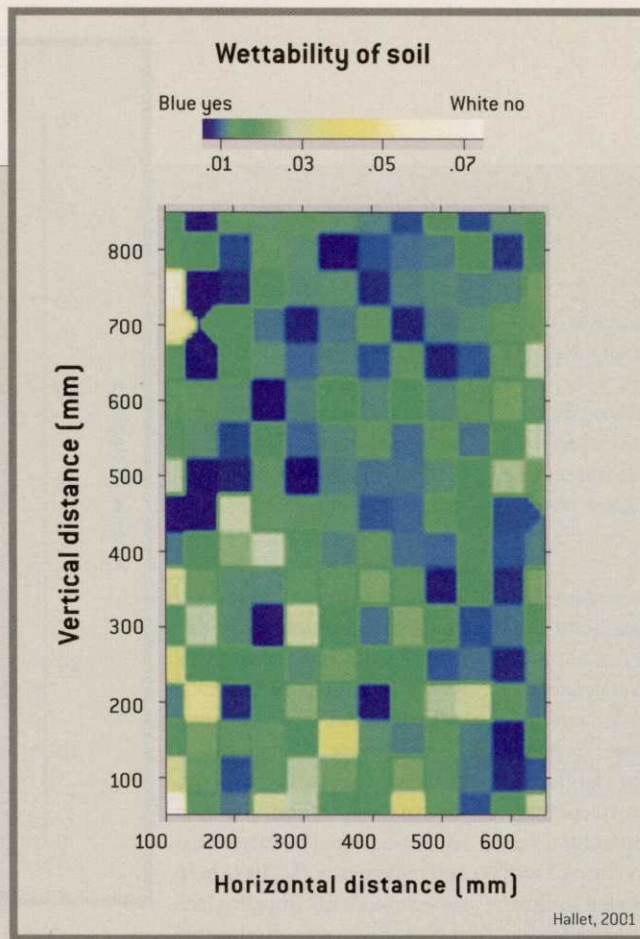 Wettability of soil
Blue yes White no
.01 .03 .05 .07
800
700
600
500
400
300
200
100
Vertical distance (mm)
100 200 300 400 500 600
Horizontal distance (mm)
Hallet, 2001